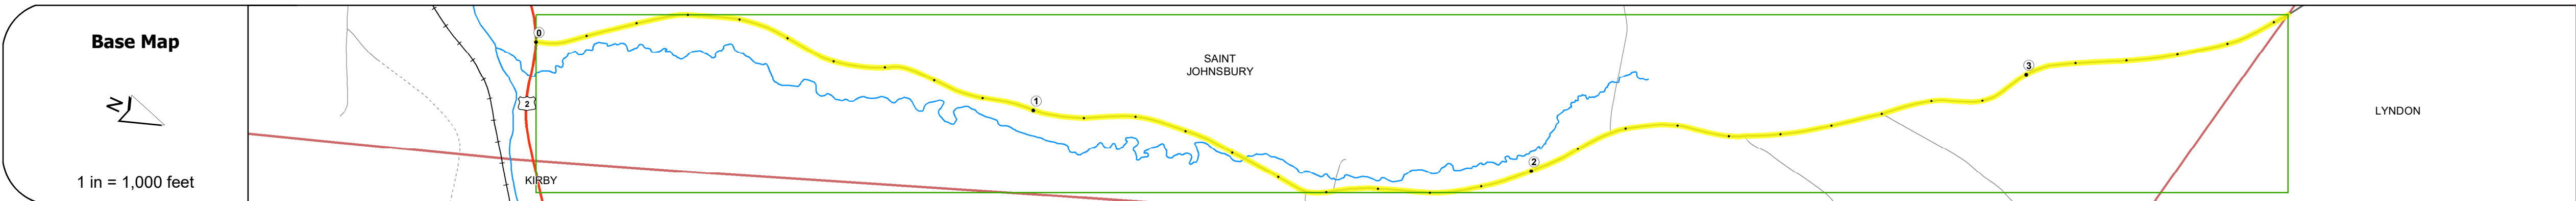 Base Map
N
1 in = 1,000 feet
2
KIRBY
0
SAINT
JOHNSBURY
1
2
3
LYNDON